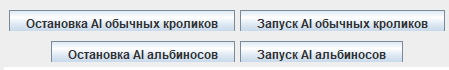 Остановка AI обычных кроликов Запуск AI обычных кроликов
Остановка AI альбиносов Запуск AI альбиносов